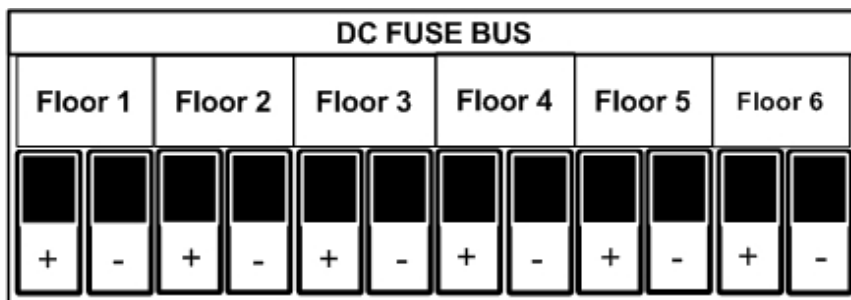 DC FUSE BUS
Floor 1 Floor 2 Floor 3 Floor 4 Floor 5 Floor 6
+ - + - + - + - + - + -